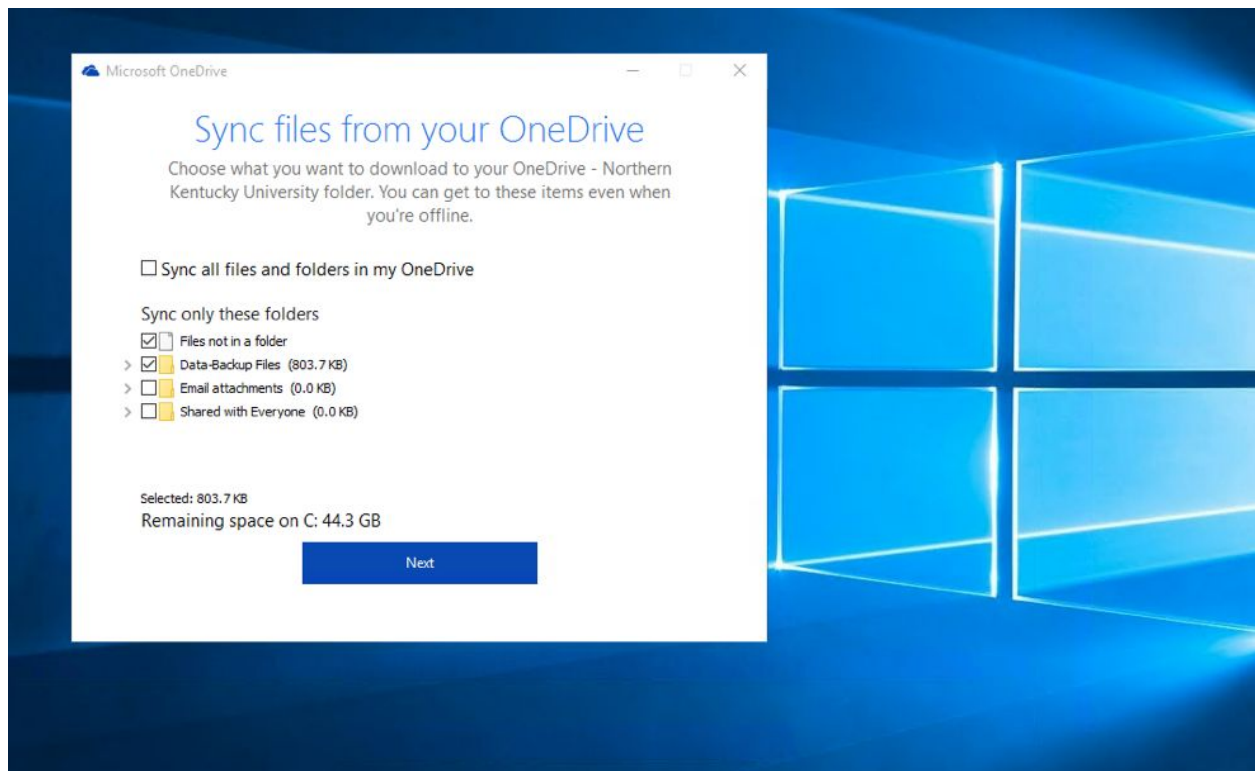 Microsoft OneDrive
Sync files from your OneDrive
Choose what you want to download to your OneDrive - Northern
Kentucky University folder. You can get to these items even when
you're offline.
Sync all files and folders in my OneDrive
Sync only these folders
Files not in a folder
Data-Backup Files (803.7 KB)
Email attachments (0.0 KB)
Shared with Everyone (0.0 KB)
Selected: 803.7 KB
Remaining space on C: 44.3 GB
Next